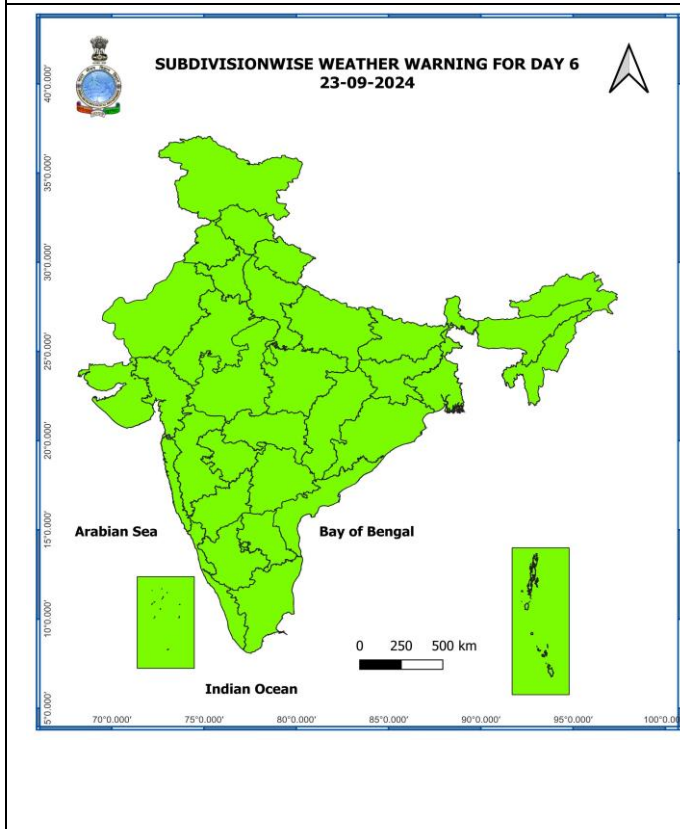 SUBDIVISIONWISE WEATHER WARNING FOR DAY 6
23-09-2024
40°0.000'
35°0.000'
30°0.000'
25°0.000'
20°0.000'
15°0.000'
10°0.000'
5°0.000'
Arabian Sea
Bay of Bengal
0 250 500 km
Indian Ocean
70°0.000' 75°0.000' 80°0.000' 85°0.000' 90°0.000' 95°0.000' 100°0.0